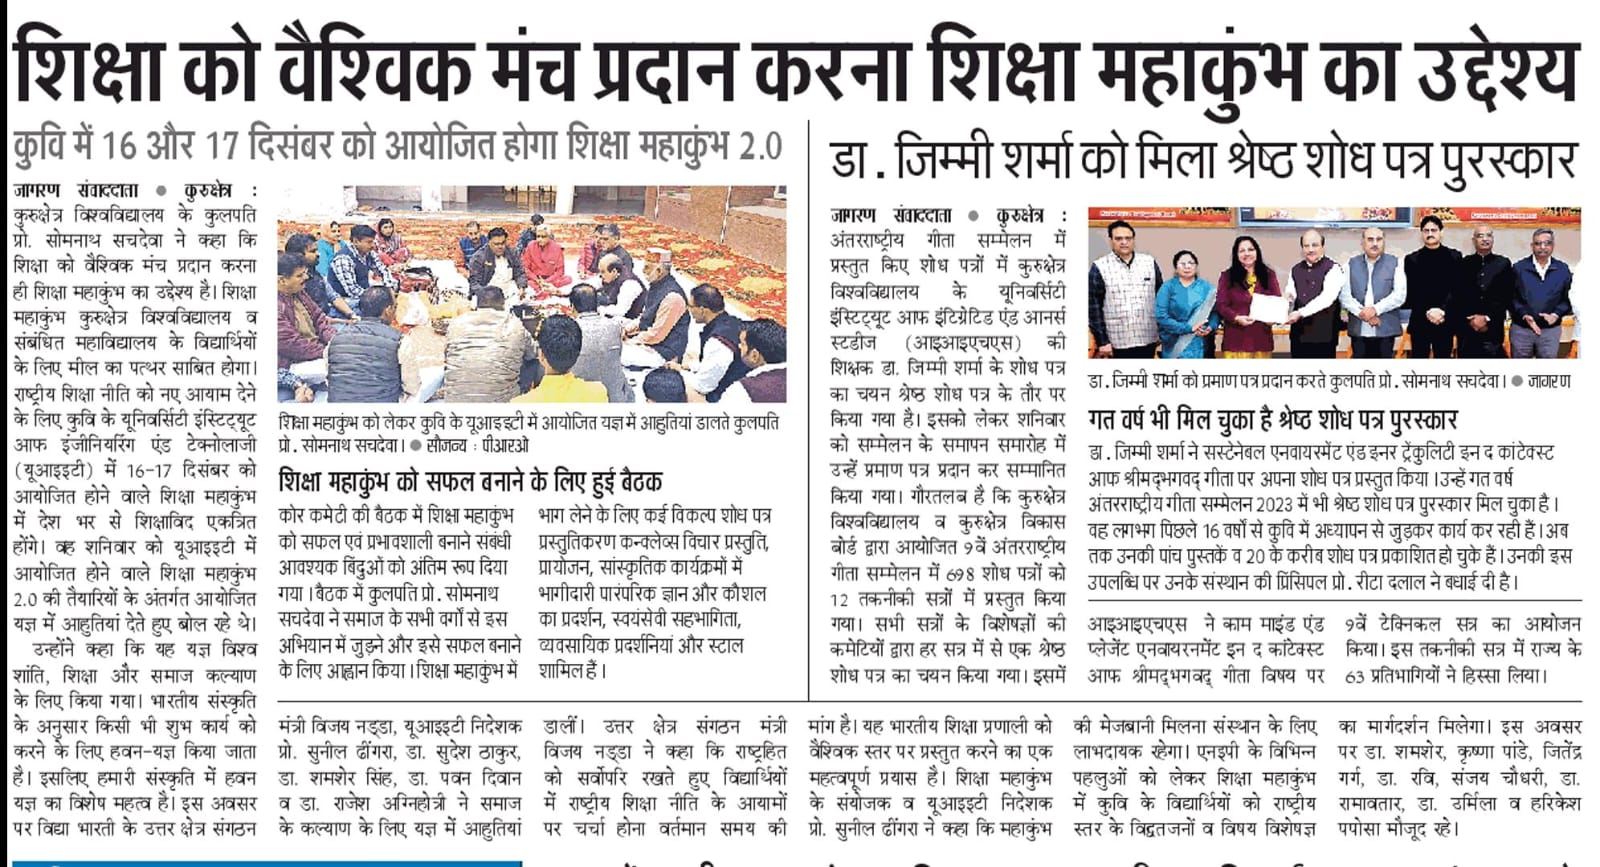 शिक्षा को वैश्विक मंच प्रदान करना शिक्षा महाकुंभ का उद्देश्य
कुवि में 16 और 17 दिसंबर को आयोजित होगा शिक्षा महाकुंभ 2.0
जागरण संवाददाता ● कुरुक्षेत्र :
कुरुक्षेत्र विश्वविद्यालय के कुलपति
प्रो. सोमनाथ सचदेवा ने कहा कि
शिक्षा को वैश्विक मंच प्रदान करना
ही शिक्षा महाकुंभ का उद्देश्य है। शिक्षा
महाकुंभ कुरुक्षेत्र विश्वविद्यालय व
संबंधित महाविद्यालय के विद्यार्थियों
के लिए मील का पत्थर साबित होगा।
राष्ट्रीय शिक्षा नीति को नए आयाम देने
के लिए कुवि के यूनिवर्सिटी इंस्टिट्यूट
आफ इंजीनियरिंग एंड टेक्नोलाजी
(यूआइइटी) में 16-17 दिसंबर को
आयोजित होने वाले शिक्षा महाकुंभ
में देश भर से शिक्षाविद एकत्रित
होंगे। वह शनिवार को यूआइइटी में
आयोजित होने वाले शिक्षा महाकुंभ
2.0 की तैयारियों के अंतर्गत आयोजित
यज्ञ में आहुतियां देते हुए बोल रहे थे।
उन्होंने कहा कि यह यज्ञ विश्व
शांति, शिक्षा और समाज कल्याण
के लिए किया गया। भारतीय संस्कृति
के अनुसार किसी भी शुभ कार्य को
करने के लिए हवन-यज्ञ किया जाता
है। इसलिए हमारी संस्कृति में हवन
यज्ञ का विशेष महत्व है। इस अवसर
पर विद्या भारती के उत्तर क्षेत्र संगठन
शिक्षा महाकुंभ को लेकर कुवि के यूआइइटी में आयोजित यज्ञ में आहुतियां डालते कुलपति
प्रो. सोमनाथ सचदेवा। ● सौजन्य : पीआरओ
शिक्षा महाकुंभ को सफल बनाने के लिए हुई बैठक
कोर कमेटी की बैठक में शिक्षा महाकुंभ
को सफल एवं प्रभावशाली बनाने संबंधी
आवश्यक बिंदुओं को अंतिम रूप दिया
गया। बैठक में कुलपति प्रो. सोमनाथ
सचदेवा ने समाज के सभी वर्गों से इस
अभियान में जुड़ने और इसे सफल बनाने
के लिए आह्वान किया। शिक्षा महाकुंभ में
भाग लेने के लिए कई विकल्प शोध पत्र
प्रस्तुतिकरण कन्क्लेव्स विचार प्रस्तुति,
प्रायोजन, सांस्कृतिक कार्यक्रमों में
भागीदारी पारंपरिक ज्ञान और कौशल
का प्रदर्शन, स्वयंसेवी सहभागिता,
व्यवसायिक प्रदर्शनियां और स्टाल
शामिल हैं।
मंत्री विजय नड्डा, यूआइइटी निदेशक
प्रो. सुनील ढींगरा, डा. सुदेश ठाकुर,
डा. शमशेर सिंह, डा. पवन दिवान
व डा. राजेश अग्निहोत्री ने समाज
के कल्याण के लिए यज्ञ में आहुतियां
डालीं। उत्तर क्षेत्र संगठन मंत्री
विजय नड्डा ने कहा कि राष्ट्रहित
को सर्वोपरि रखते हुए विद्यार्थियों
में राष्ट्रीय शिक्षा नीति के आयामों
पर चर्चा होना वर्तमान समय की
मांग है। यह भारतीय शिक्षा प्रणाली को
वैश्विक स्तर पर प्रस्तुत करने का एक
महत्वपूर्ण प्रयास है। शिक्षा महाकुंभ
के संयोजक व यूआइइटी निदेशक
प्रो. सुनील ढींगरा ने कहा कि महाकुंभ
की मेजबानी मिलना संस्थान के लिए
लाभदायक रहेगा। एनइपी के विभिन्न
पहलुओं को लेकर शिक्षा महाकुंभ
में कुवि के विद्यार्थियों को राष्ट्रीय
स्तर के विद्वतजनों व विषय विशेषज्ञ
का मार्गदर्शन मिलेगा। इस अवसर
पर डा. शमशेर, कृष्णा पांडे, जितेंद्र
गर्ग, डा. रवि, संजय चौधरी, डा.
रामावतार, डा. उर्मिला व हरिकेश
पपोसा मौजूद रहे।
डा. जिम्मी शर्मा को मिला श्रेष्ठ शोध पत्र पुरस्कार
जागरण संवाददाता ● कुरुक्षेत्र :
अंतरराष्ट्रीय गीता सम्मेलन में
प्रस्तुत किए शोध पत्रों में कुरुक्षेत्र
विश्वविद्यालय के यूनिवर्सिटी
इंस्टिट्यूट आफ इंटिग्रेटिड एंड आनर्स
स्टडीज (आइआइएचएस) की
शिक्षक डा. जिम्मी शर्मा के शोध पत्र
का चयन श्रेष्ठ शोध पत्र के तौर पर
किया गया है। इसको लेकर शनिवार
को सम्मेलन के समापन समारोह में
उन्हें प्रमाण पत्र प्रदान कर सम्मानित
किया गया। गौरतलब है कि कुरुक्षेत्र
विश्वविद्यालय व कुरुक्षेत्र विकास
बोर्ड द्वारा आयोजित 9वें अंतरराष्ट्रीय
गीता सम्मेलन में 698 शोध पत्रों को
12 तकनीकी सत्रों में प्रस्तुत किया
गया। सभी सत्रों के विशेषज्ञों की
कमेटियों द्वारा हर सत्र में से एक श्रेष्ठ
शोध पत्र का चयन किया गया। इसमें
डा. जिम्मी शर्मा को प्रमाण पत्र प्रदान करते कुलपति प्रो. सोमनाथ सचदेवा। ● जागरण
गत वर्ष भी मिल चुका है श्रेष्ठ शोध पत्र पुरस्कार
डा. जिम्मी शर्मा ने सस्टेनेबल एनवायरमेंट एंड इनर ट्रेंकुलिटी इन द कांटेक्स्ट
आफ श्रीमद्भगवद् गीता पर अपना शोध पत्र प्रस्तुत किया। उन्हें गत वर्ष
अंतरराष्ट्रीय गीता सम्मेलन 2023 में भी श्रेष्ठ शोध पत्र पुरस्कार मिल चुका है।
वह लगभग पिछले 16 वर्षों से कुवि में अध्यापन से जुड़कर कार्य कर रही हैं। अब
तक उनकी पांच पुस्तकें व 20 के करीब शोध पत्र प्रकाशित हो चुके हैं। उनकी इस
उपलब्धि पर उनके संस्थान की प्रिंसिपल प्रो. रीटा दलाल ने बधाई दी है।
आइआइएचएस ने काम माइंड एंड
प्लेजेंट एनवायरनमेंट इन द कांटेक्स्ट
आफ श्रीमद्भगवद् गीता विषय पर
9वें टेक्निकल सत्र का आयोजन
किया। इस तकनीकी सत्र में राज्य के
63 प्रतिभागियों ने हिस्सा लिया।